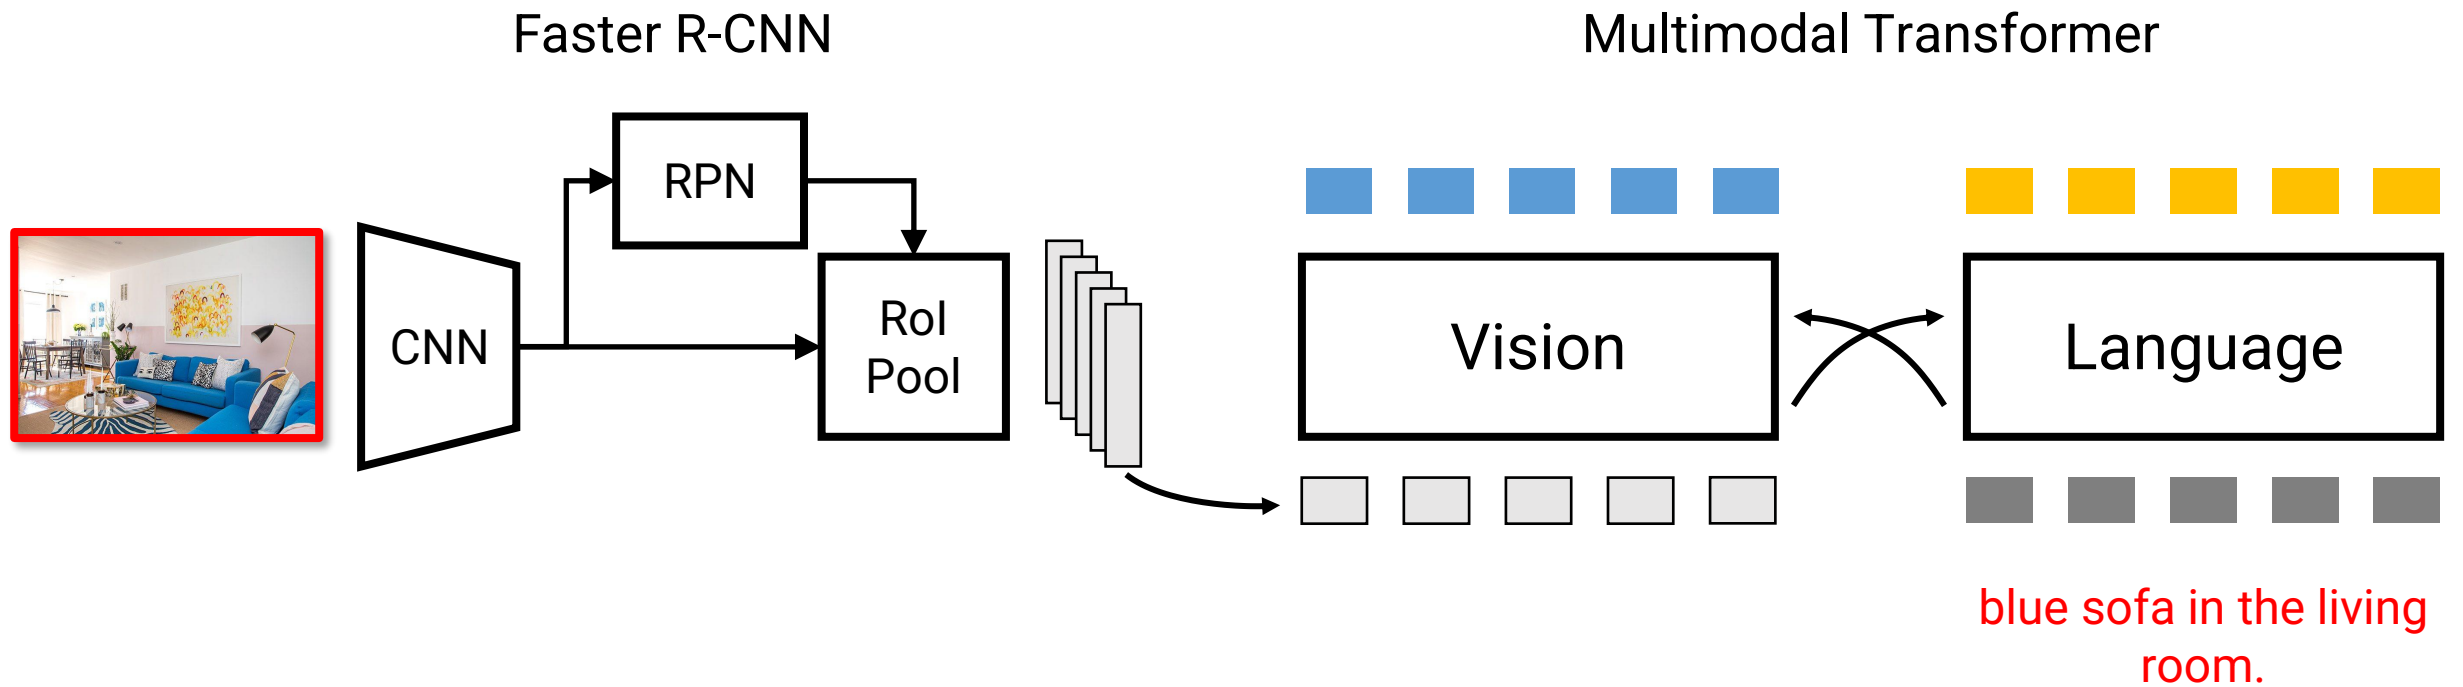 Faster R-CNN
Multimodal Transformer
RPN
CNN
RoI
Pool
Vision
Language
blue sofa in the living
room.